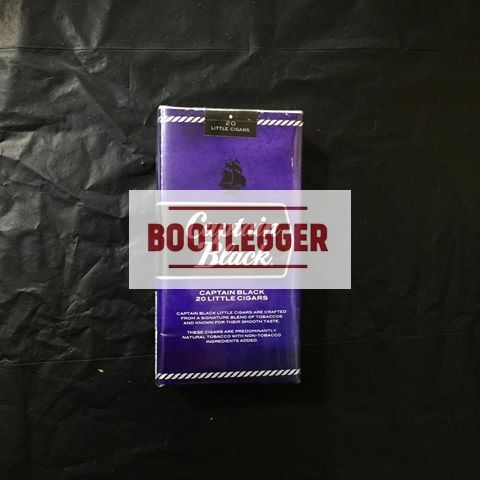 20
LITTLE CIGARS
Captain
BOOTLEGGER
Black
CAPTAIN BLACK
20 LITTLE CIGARS
CAPTAIN BLACK LITTLE CIGARS ARE CRAFTED
FROM A SIGNATURE BLEND OF TOBACCOS
AND KNOWN FOR THEIR SMOOTH TASTE.
THESE CIGARS ARE PREDOMINANTLY
NATURAL TOBACCO WITH NON-TOBACCO
INGREDIENTS ADDED.